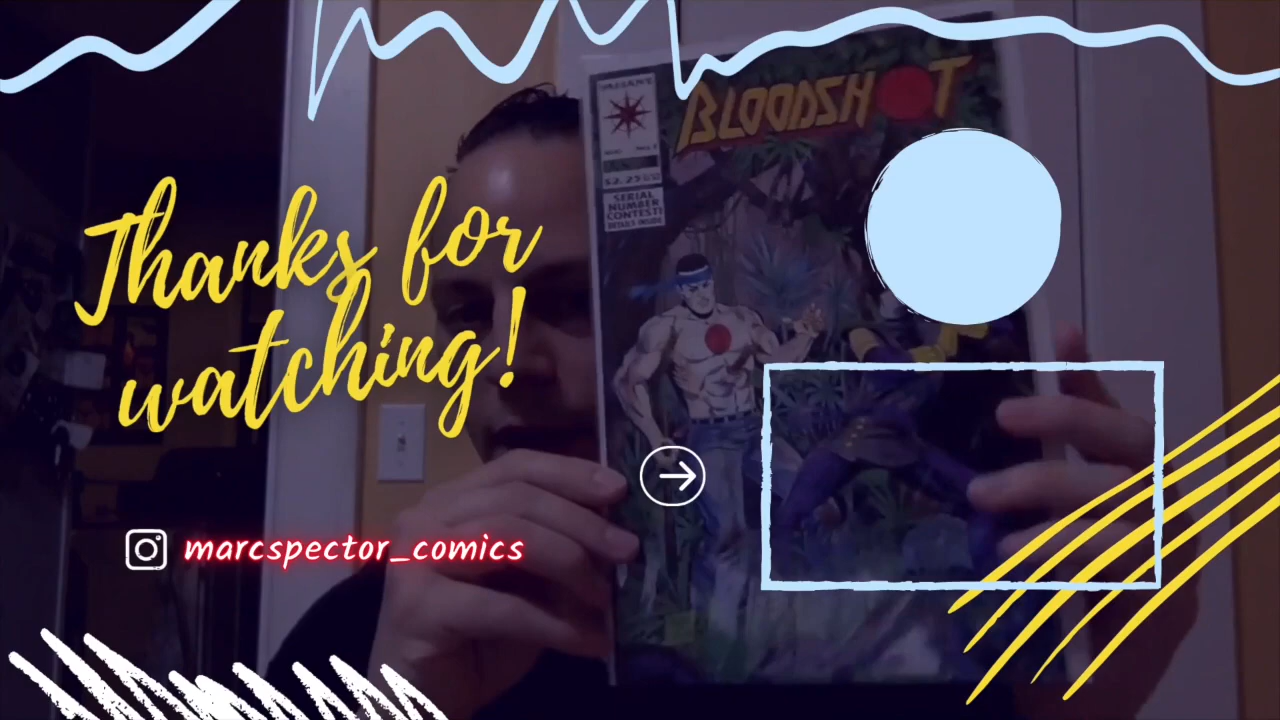 VALIANT
BLOODSHOT
$2.25
SERIAL
NUMBER
CONTEST!
DETAILS INSIDE
Thanks for
watching!
marcspector_comics